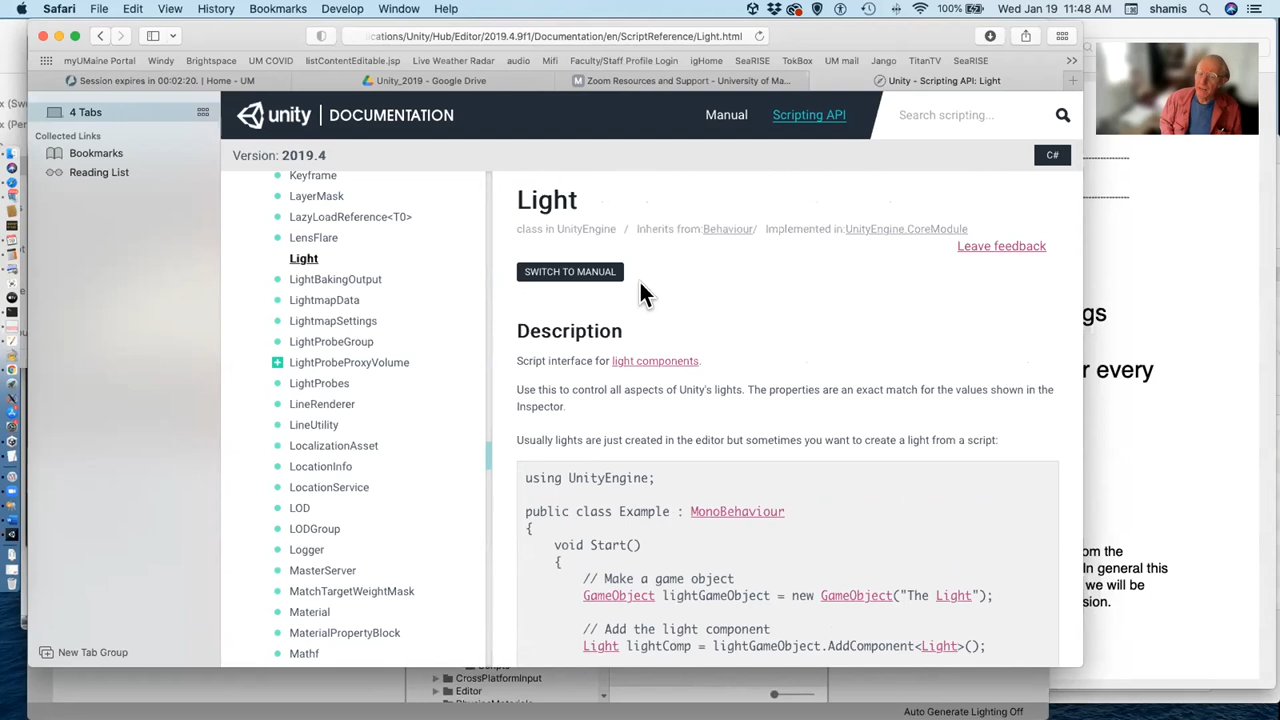 Safari File Edit View History Bookmarks Develop Window Help 100% Wed Jan 19 11:48 AM shamis
cations/Unity/Hub/Editor/2019.4.9f1/Documentation/en/ScriptReference/Light.html
myUMaine Portal Windy Brightspace UM COVID listContentEditable.b... Live Weather Radar audio Mifi Faculty/Staff Profile Login igHome SeaRISE TokBox UM mail Amzon TitanTV SeaRISE >>
Session expires in 00:02:20. | Dashboard - UM
Unity_2019 - Google Drive
Zoom Resources and Support - University of Ma...
Unity - Scripting API: Light
4 Tabs
Collected Links
Bookmarks
Reading List
New Tab Group
unity | DOCUMENTATION
Manual
Scripting API
Search scripting...
Version: 2019.4
C#
Keyframe
LayerMask
LazyLoadReference<T0>
LensFlare
Light
LightBakingOutput
LightmapData
LightmapSettings
LightProbeGroup
LightProbeProxyVolume
LightProbes
LineRenderer
LineUtility
LocalizationAsset
LocationInfo
LocationService
LOD
LODGroup
Logger
MasterServer
MatchTargetWeightMask
Material
MaterialPropertyBlock
Mathf
Light
class in UnityEngine / Inherits from:Behaviour/ Implemented in:UnityEngine.CoreModule
Leave feedback
SWITCH TO MANUAL
Description
Script interface for light components.
Use this to control all aspects of Unity's lights. The properties are an exact match for the values shown in the
Inspector.
Usually lights are just created in the editor but sometimes you want to create a light from a script:
using UnityEngine;
public class Example : MonoBehaviour
{
void Start()
{
// Make a game object
GameObject lightGameObject = new GameObject("The Light");
// Add the light component
Light lightComp = lightGameObject.AddComponent<Light>();
gs
r every
om the
In general this
we will be
sion.
CrossPlatformInput
Editor
Auto Generate Lighting Off